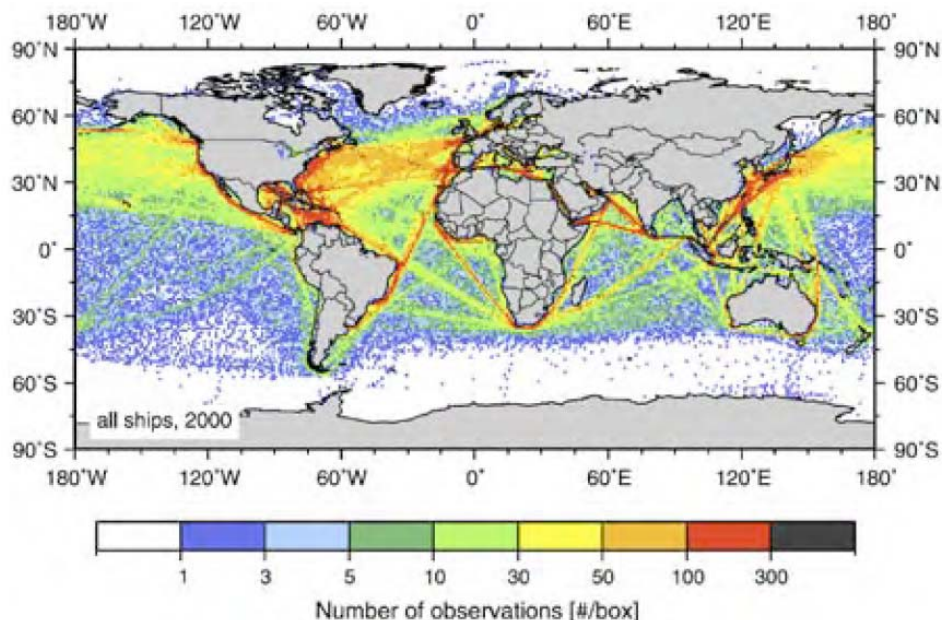 180˚W 120˚W 60˚W 0˚ 60˚E 120˚E 180˚
90˚N 90˚N
60˚N 60˚N
30˚N 30˚N
0˚ 0˚
30˚S 30˚S
60˚S 60˚S
all ships, 2000
90˚S 90˚S
180˚W 120˚W 60˚W 0˚ 60˚E 120˚E 180˚
1 3 5 10 30 50 100 300
Number of observations [#/box]